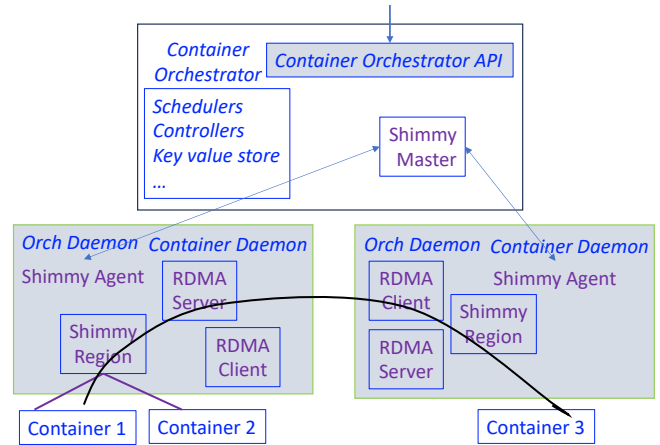 Container
Orchestrator
Container Orchestrator API
Schedulers
Controllers
Key value store
...
Shimmy
Master
Orch Daemon
Container Daemon
Shimmy Agent
RDMA
Server
Shimmy
Region
RDMA
Client
Orch Daemon
Container Daemon
RDMA
Client
Shimmy Agent
Shimmy
Region
RDMA
Server
Container 1
Container 2
Container 3